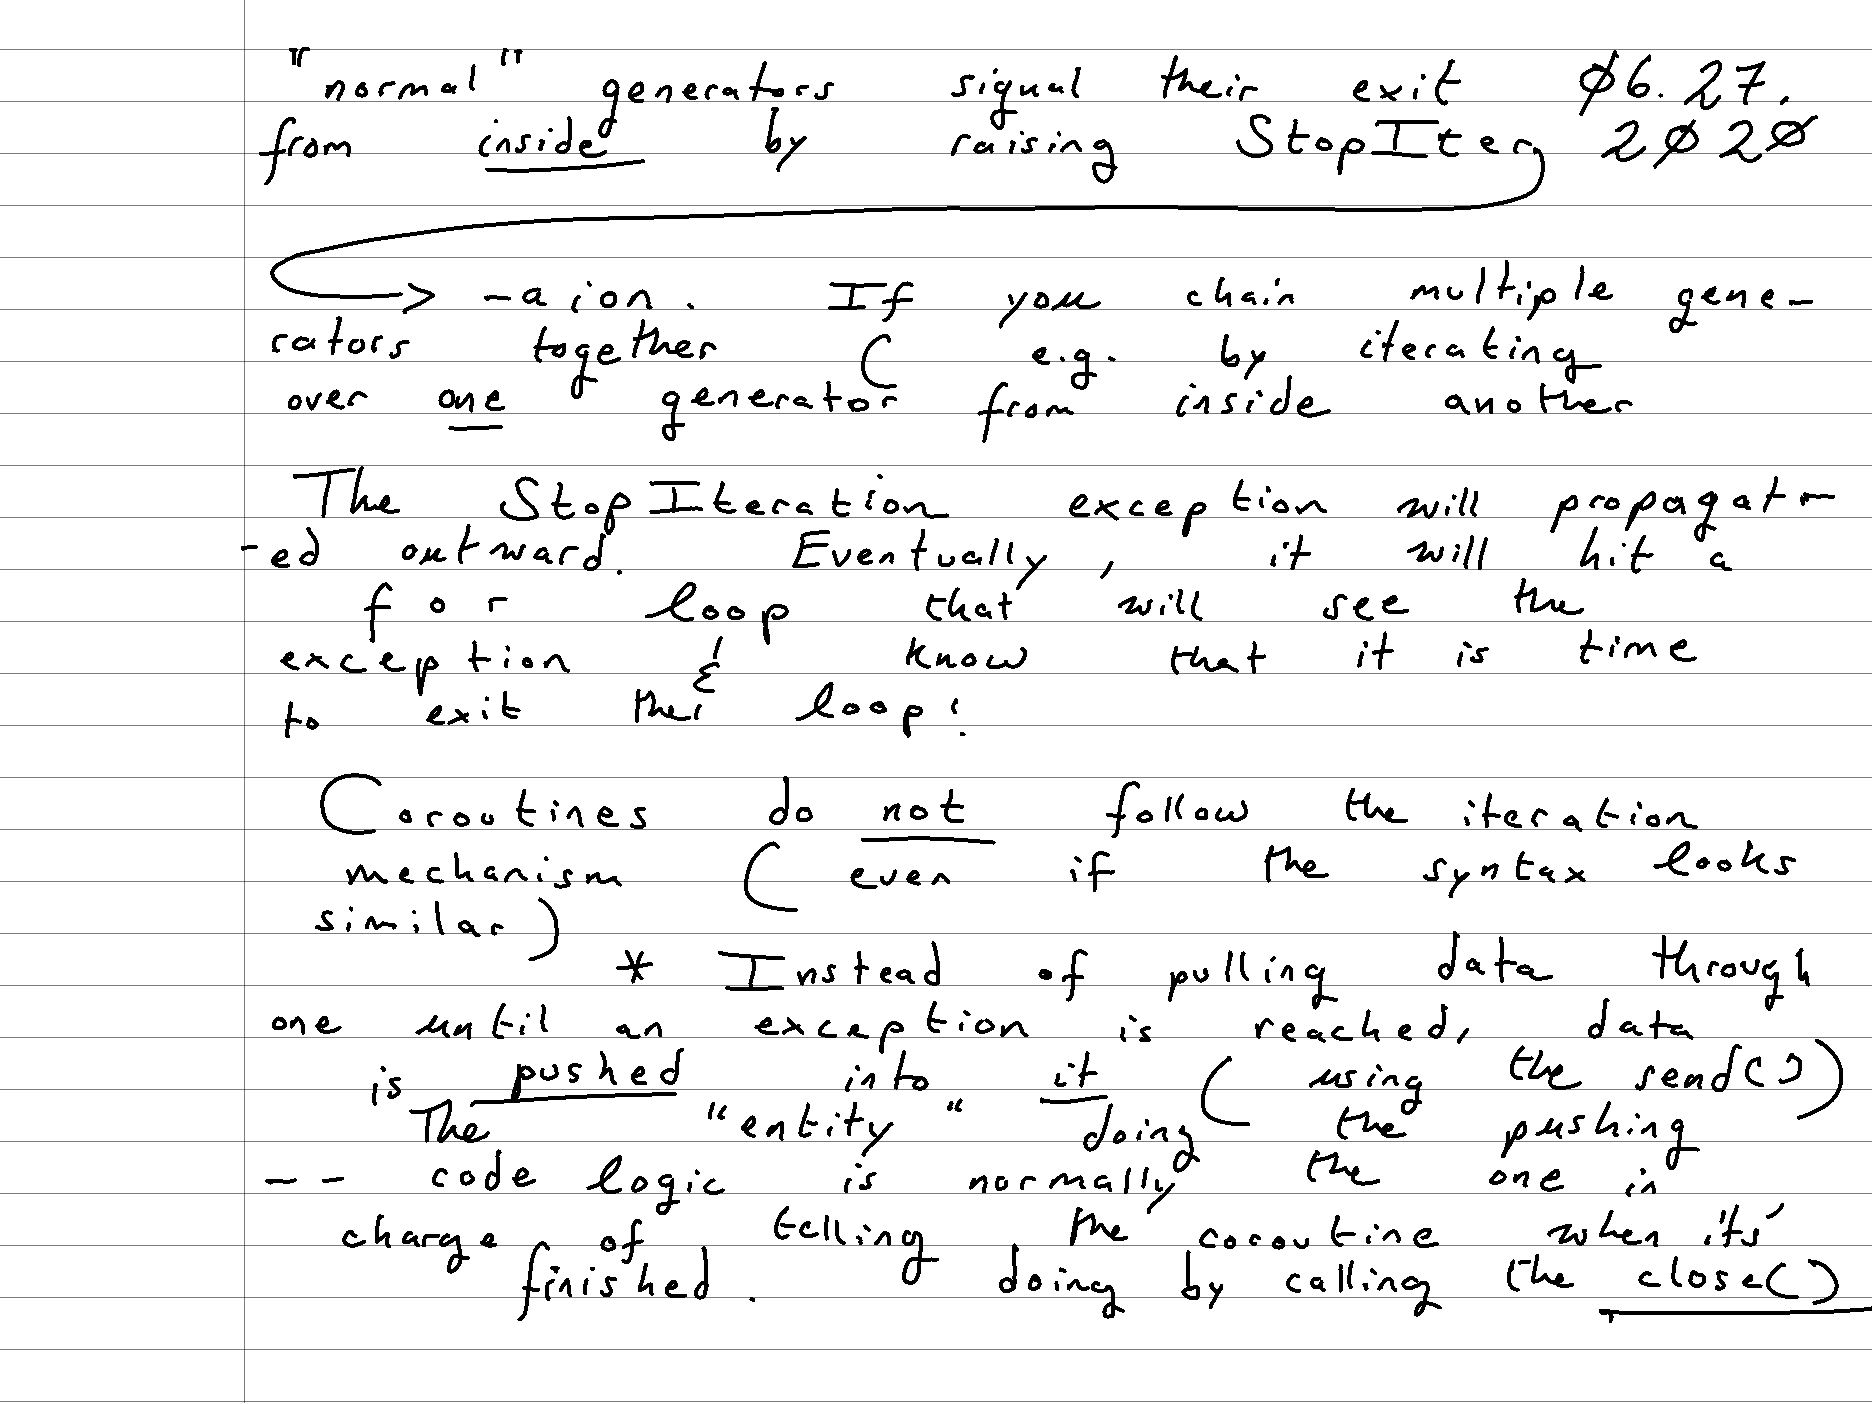 "normal" generators signal their exit Ø6.27.
from inside by raising StopIter 2Ø2Ø
-a ion. If you chain multiple gene-
rators together ( e.g. by iterating
over one generator from inside another
The StopIteration exception will propagat-
-ed outward. Eventually, it will hit a
for loop that will see the
exception & know that it is time
to exit the loop!
Coroutines do not follow the iteration
mechanism ( even if the syntax looks
similar )
* Instead of pulling data through
one until an exception is reached, data
is pushed into it ( using the send() )
The "entity" doing the pushing
-- code logic is normally the one in
charge of telling the coroutine when its'
finished. doing by calling the close()